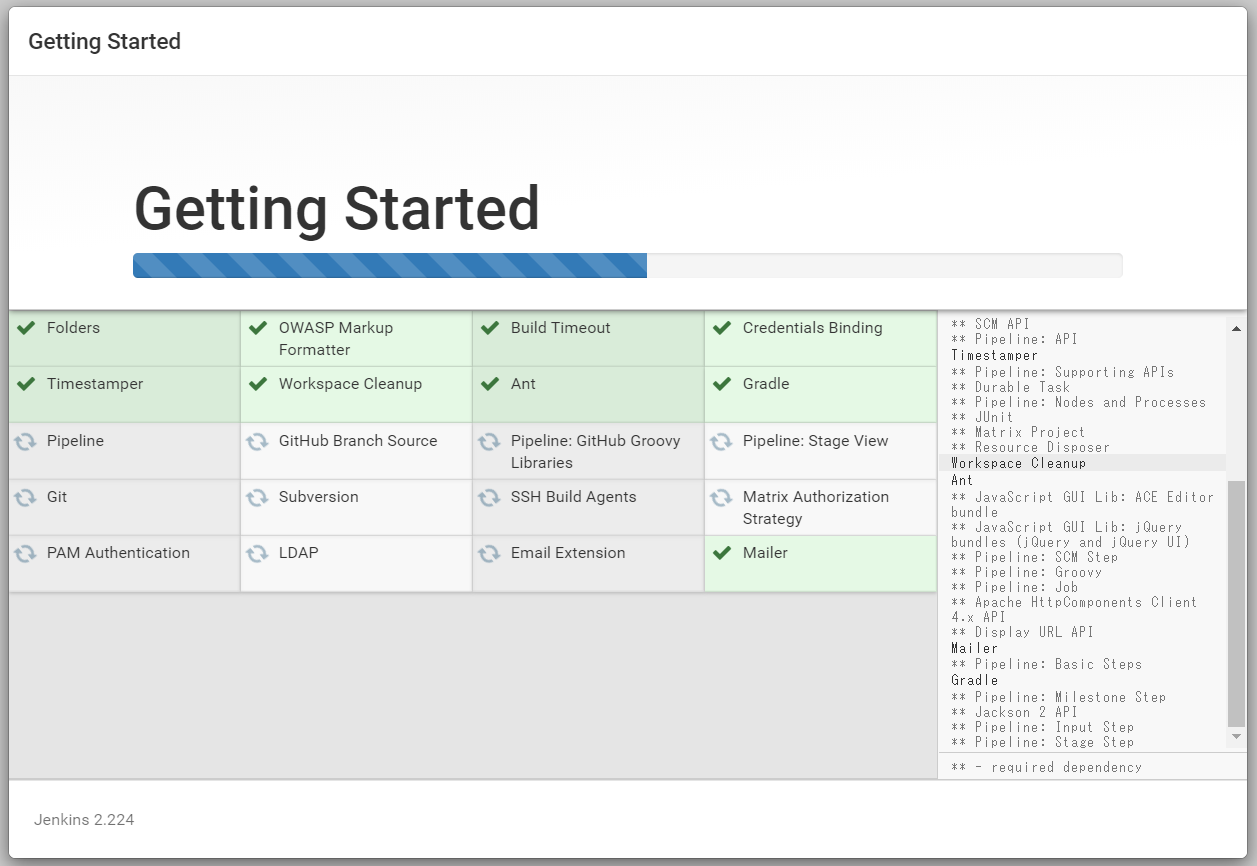 Getting Started
Getting Started
Folders
OWASP Markup
Formatter
Build Timeout
Credentials Binding
Timestamper
Workspace Cleanup
Ant
Gradle
Pipeline
GitHub Branch Source
Pipeline: GitHub Groovy
Libraries
Pipeline: Stage View
Git
Subversion
SSH Build Agents
Matrix Authorization
Strategy
PAM Authentication
LDAP
Email Extension
Mailer
** SCM API
** Pipeline: API
Timestamper
** Pipeline: Supporting APIs
** Durable Task
** Pipeline: Nodes and Processes
** JUnit
** Matrix Project
** Resource Disposer
Workspace Cleanup
Ant
** JavaScript GUI Lib: ACE Editor
bundle
** JavaScript GUI Lib: jQuery
bundles (jQuery and jQuery UI)
** Pipeline: SCM Step
** Pipeline: Groovy
** Pipeline: Job
** Apache HttpComponents Client
4.x API
** Display URL API
Mailer
** Pipeline: Basic Steps
Gradle
** Pipeline: Milestone Step
** Jackson 2 API
** Pipeline: Input Step
** Pipeline: Stage Step
** - required dependency
Jenkins 2.224